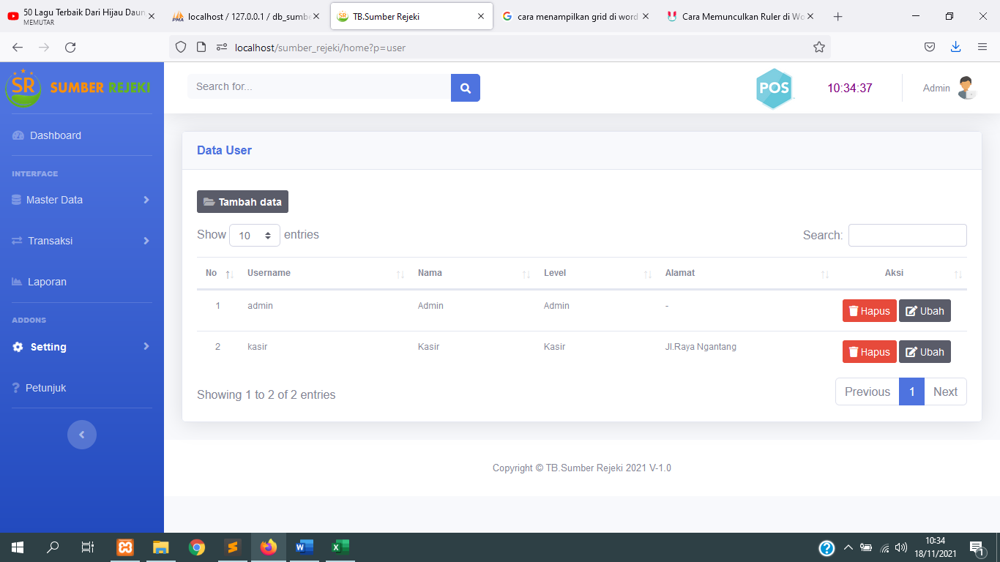 50 Lagu Terbaik Dari Hijau Daun
MEMUTAR
localhost / 127.0.0.1 / db_sumbe
TB.Sumber Rejeki
cara menampilkan grid di word
Cara Memunculkan Ruler di Wo
localhost/sumber_rejeki/home?p=user
SR SUMBER REJEKI
Search for...
POS
10:34:37
Admin
Dashboard
INTERFACE
Master Data
Transaksi
Laporan
ADDONS
Setting
Petunjuk
Data User
Tambah data
Show 10 entries
Search:
No Username Nama Level Alamat Aksi
1 admin Admin Admin - Hapus Ubah
2 kasir Kasir Kasir Jl.Raya Ngantang Hapus Ubah
Showing 1 to 2 of 2 entries
Previous 1 Next
Copyright © TB.Sumber Rejeki 2021 V-1.0
10:34
18/11/2021
1